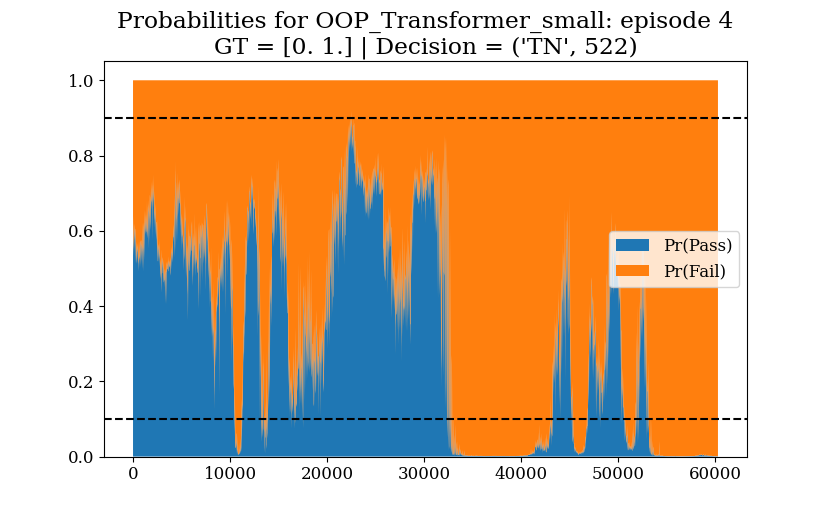 Probabilities for OOP_Transformer_small: episode 4
GT = [0. 1.] | Decision = ('TN', 522)
1.0
0.8
0.6
0.4
0.2
0.0
Pr(Pass)
Pr(Fail)
0 10000 20000 30000 40000 50000 60000